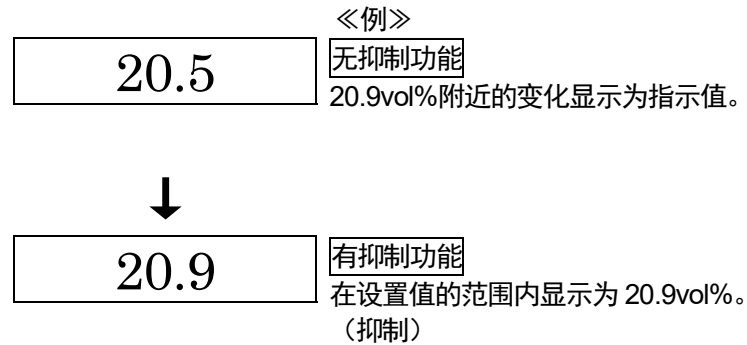 ≪例≫
20.5
无抑制功能
20.9vol%附近的变化显示为指示值。
↓
20.9
有抑制功能
在设置值的范围内显示为 20.9vol%。
（抑制）